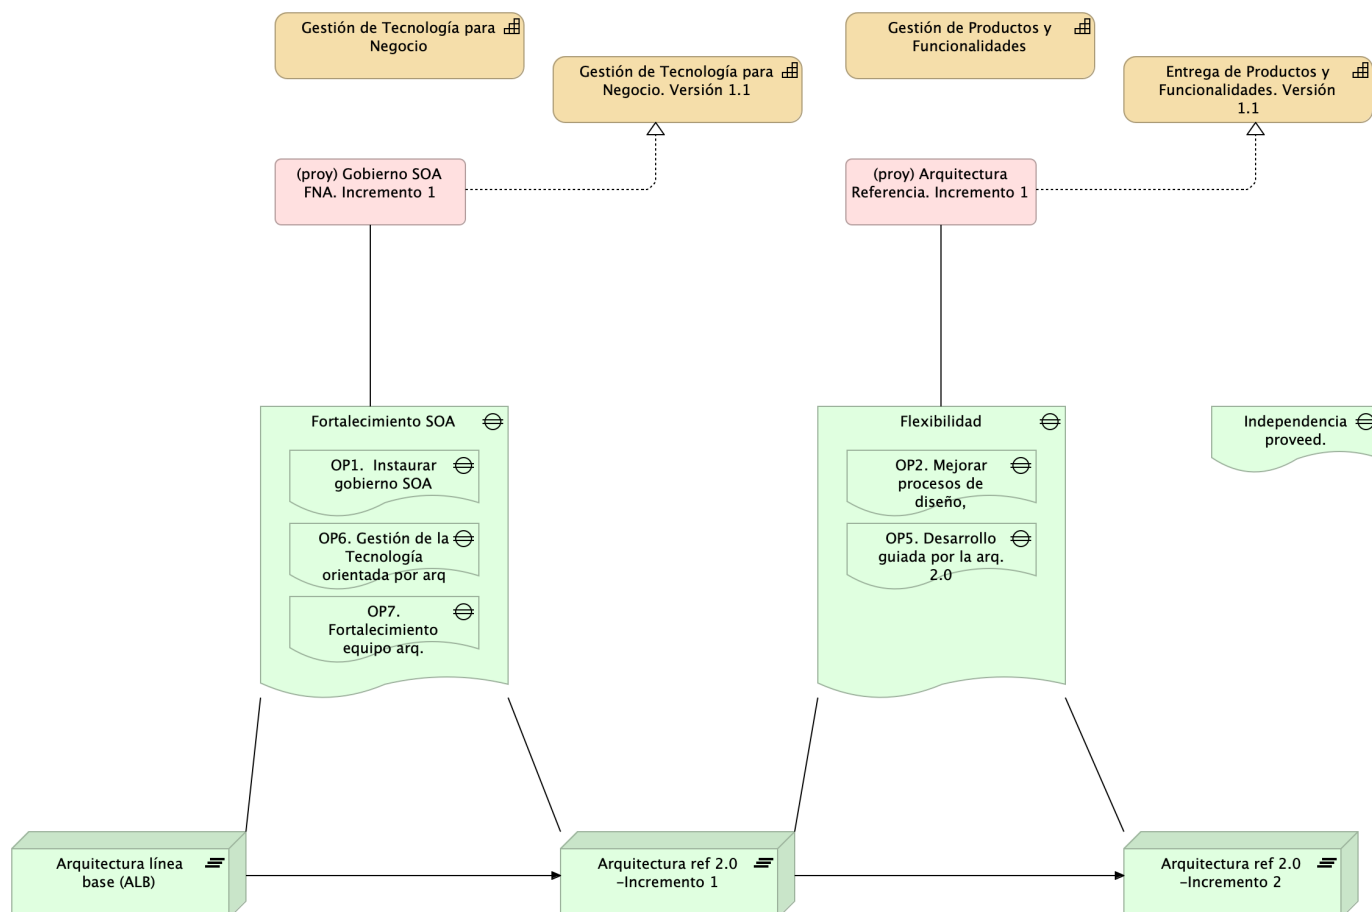 Gestión de Tecnología para
Negocio
Gestión de Productos y
Funcionalidades
Gestión de Tecnología para
Negocio. Versión 1.1
Entrega de Productos y
Funcionalidades. Versión
1.1
(proy) Gobierno SOA
FNA. Incremento 1
(proy) Arquitectura
Referencia. Incremento 1
Fortalecimiento SOA
OP1.  Instaurar
gobierno SOA
OP6. Gestión de la
Tecnología
orientada por arq
OP7.
Fortalecimiento
equipo arq.
Flexibilidad
OP2. Mejorar
procesos de
diseño,
OP5. Desarrollo
guiada por la arq.
2.0
Independencia
proveed.
Arquitectura línea
base (ALB)
Arquitectura ref 2.0
-Incremento 1
Arquitectura ref 2.0
-Incremento 2